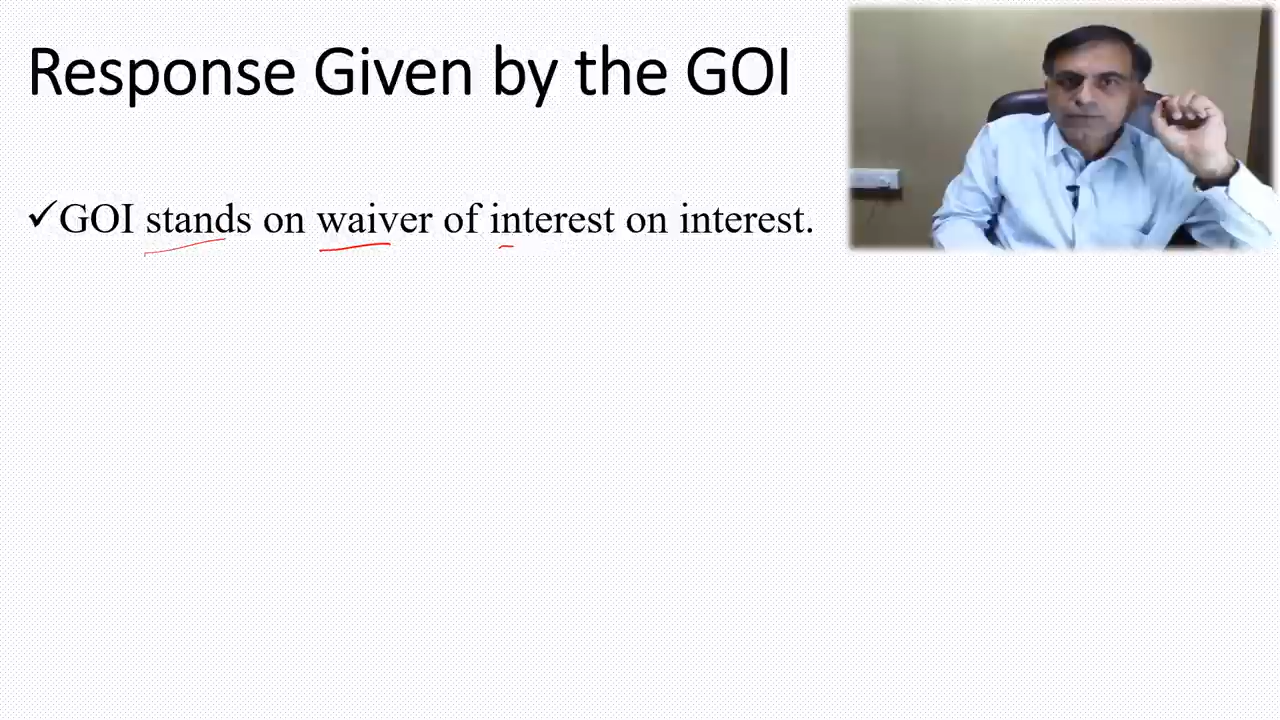 Response Given by the GOI
✓GOI stands on waiver of interest on interest.